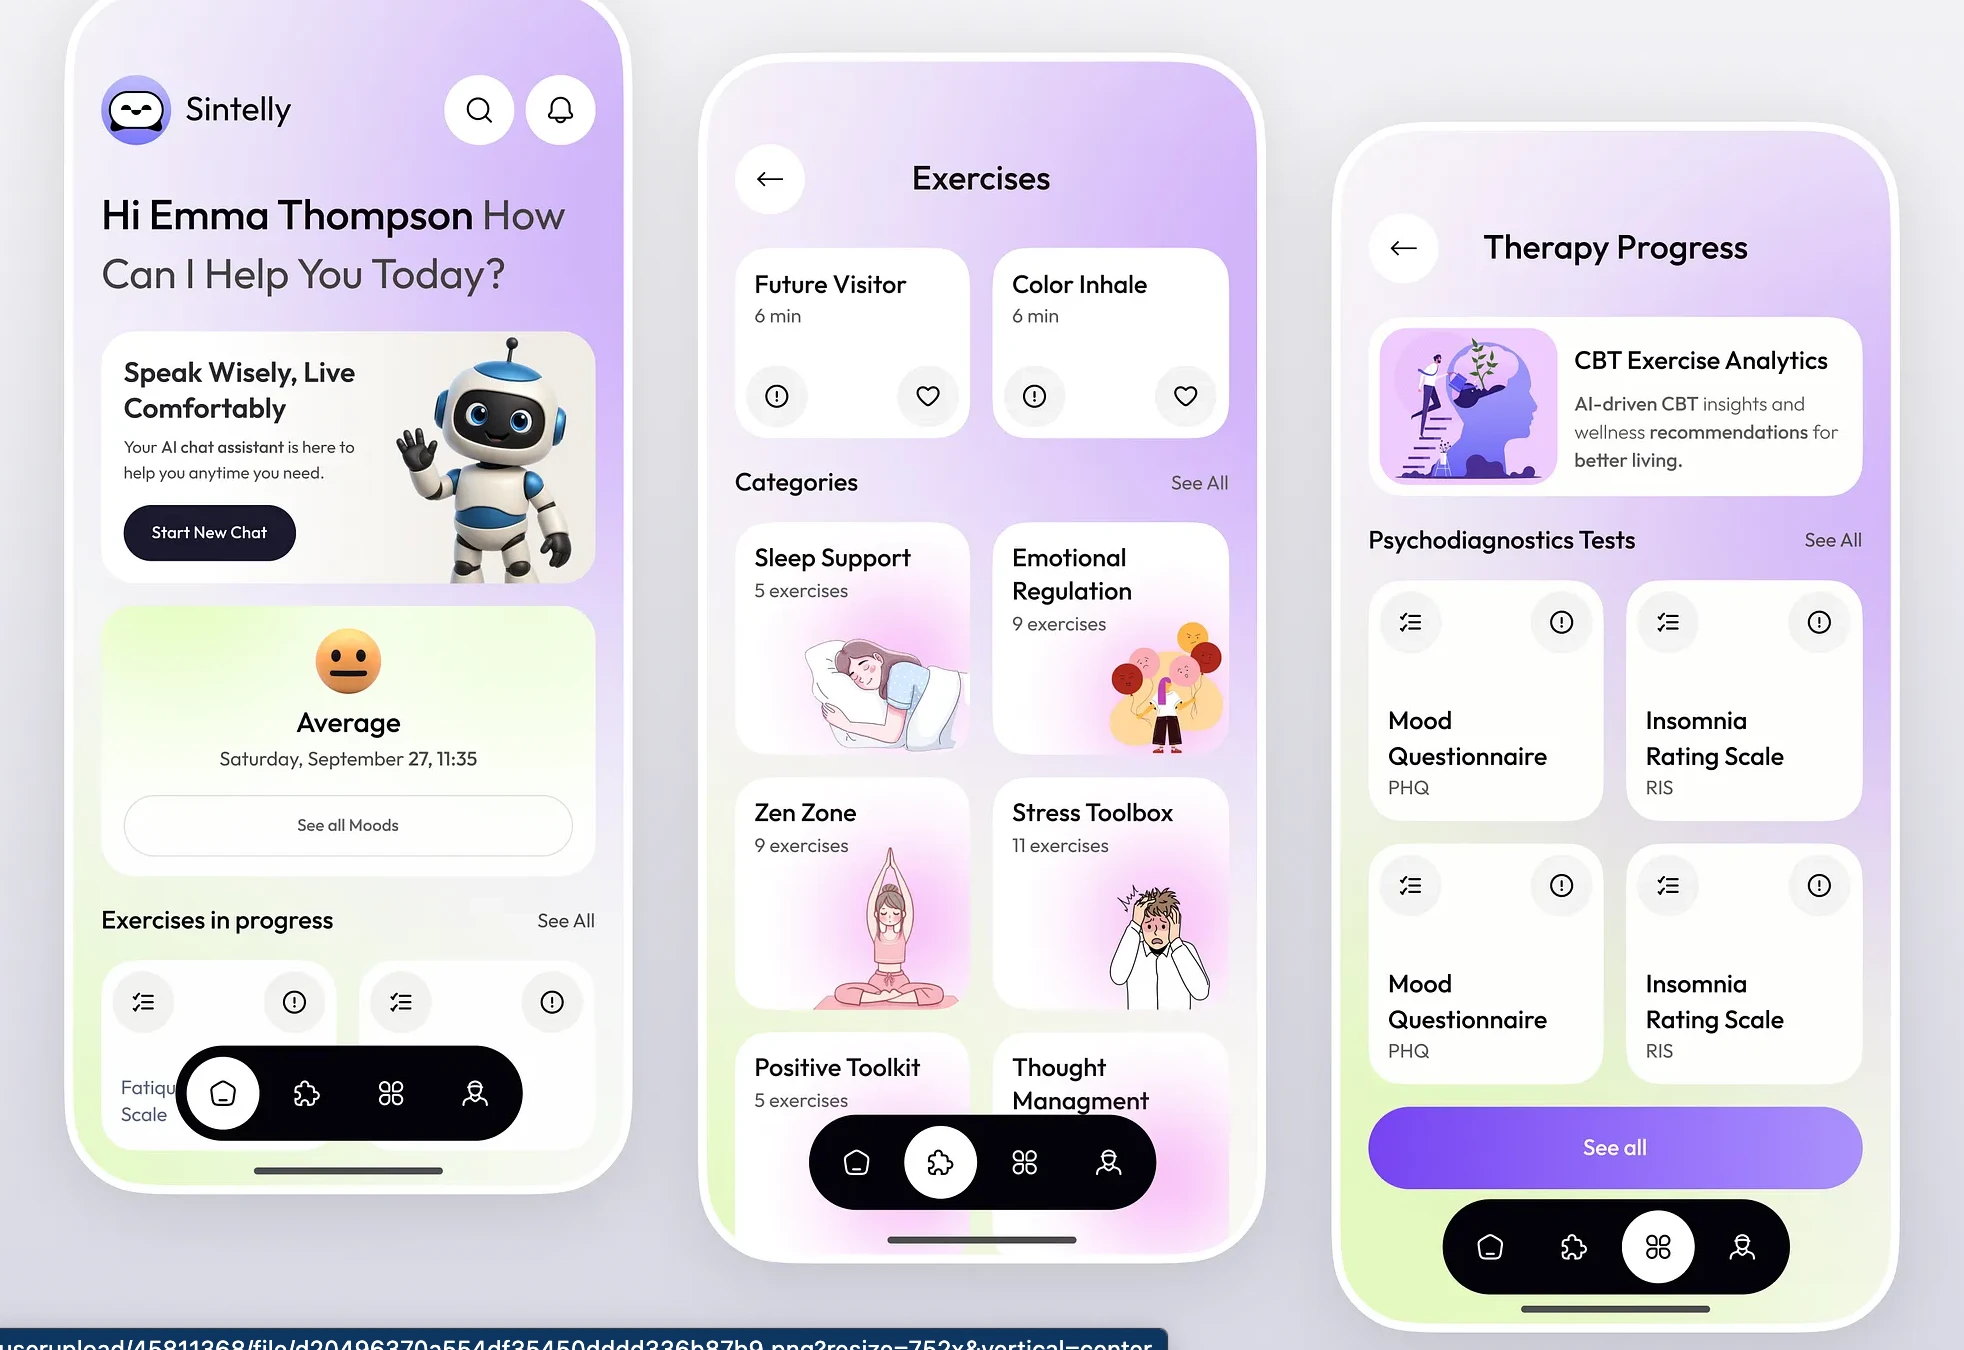 Sintelly
Hi Emma Thompson How
Can I Help You Today?
Speak Wisely, Live
Comfortably
Your AI chat assistant is here to
help you anytime you need.
Start New Chat
Average
Saturday, September 27, 11:35
See all Moods
Exercises in progress
See All
Fatiqu
Scale
Exercises
Future Visitor
6 min
Color Inhale
6 min
Categories
See All
Sleep Support
5 exercises
Emotional
Regulation
9 exercises
Zen Zone
9 exercises
Stress Toolbox
11 exercises
Positive Toolkit
5 exercises
Thought
Managment
Therapy Progress
CBT Exercise Analytics
AI-driven CBT insights and
wellness recommendations for
better living.
Psychodiagnostics Tests
See All
Mood
Questionnaire
PHQ
Insomnia
Rating Scale
RIS
Mood
Questionnaire
PHQ
Insomnia
Rating Scale
RIS
See all